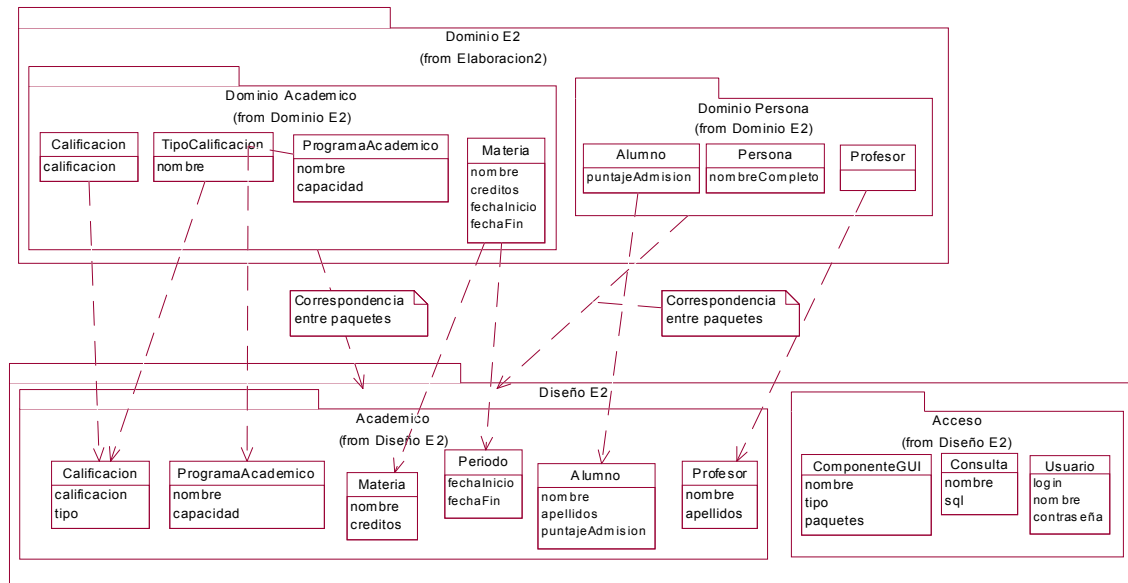 Dominio E2
(from Elaboracion2)
Dominio Academico
(from Dominio E2)
Calificacion
calificacion
TipoCalificacion
nombre
ProgramaAcademico
nombre
capacidad
Materia
nombre
creditos
fechaInicio
fechaFin
Dominio Persona
(from Dominio E2)
Alumno
puntajeAdmision
Persona
nombreCompleto
Profesor
Correspondencia
entre paquetes
Correspondencia
entre paquetes
Diseño E2
Academico
(from Diseño E2)
Calificacion
calificacion
tipo
ProgramaAcademico
nombre
capacidad
Materia
nombre
creditos
Periodo
fechaInicio
fechaFin
Alumno
nombre
apellidos
puntajeAdmision
Profesor
nombre
apellidos
Acceso
(from Diseño E2)
ComponenteGUI
nombre
tipo
paquetes
Consulta
nombre
sql
Usuario
login
nombre
contraseña